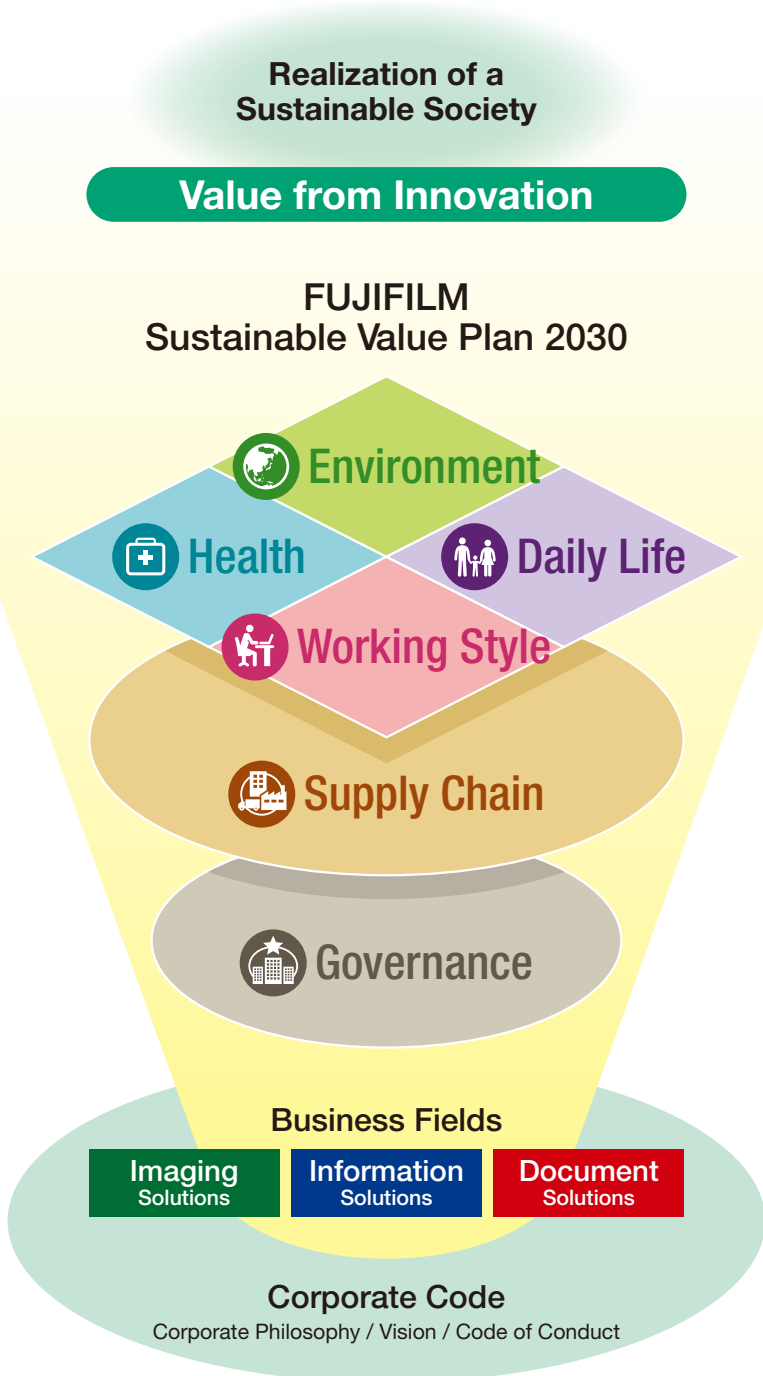 Realization of a
Sustainable Society
Value from Innovation
FUJIFILM
Sustainable Value Plan 2030
Environment
Health
Daily Life
Working Style
Supply Chain
Governance
Business Fields
Imaging
Solutions
Information
Solutions
Document
Solutions
Corporate Code
Corporate Philosophy / Vision / Code of Conduct